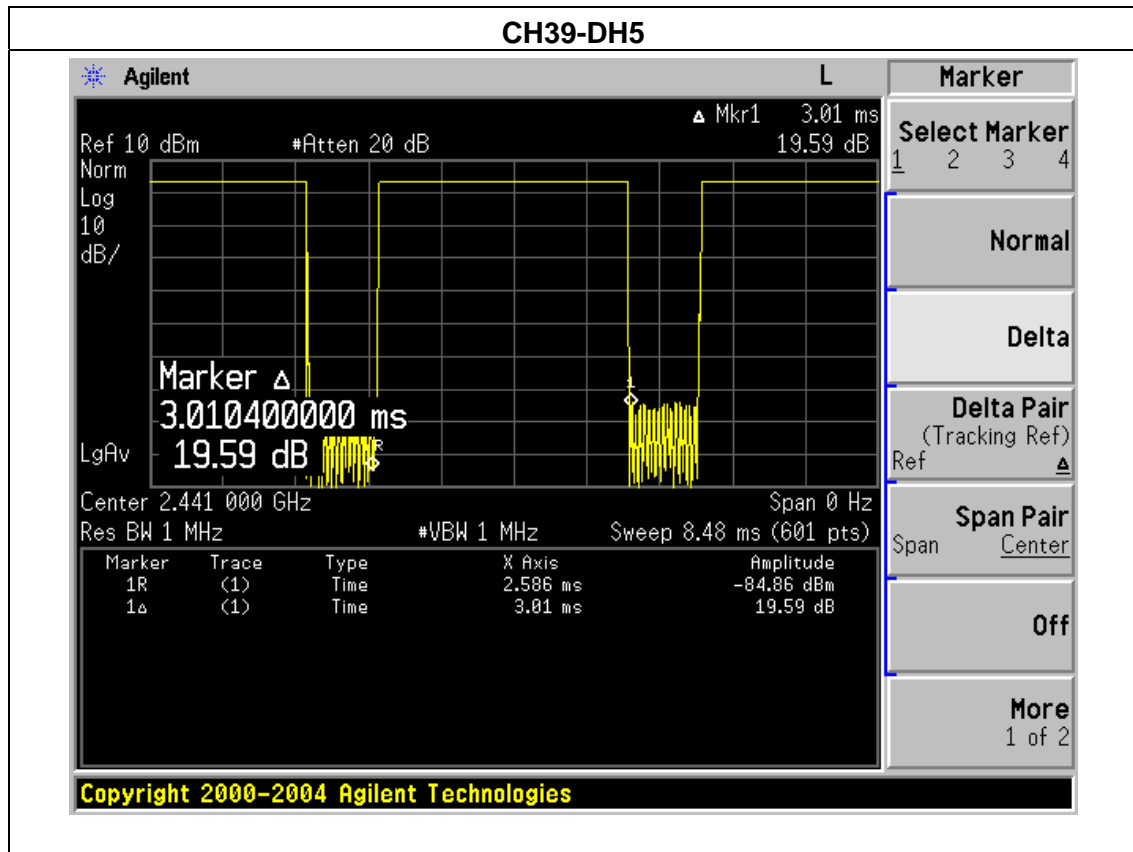 CH39-DH5
Agilent L
Marker
Δ Mkr1 3.01 ms
Ref 10 dBm #Atten 20 dB 19.59 dB
Norm
Log
10
dB/
Marker Δ
3.010400000 ms
19.59 dB
1
R
LgAv
Center 2.441 000 GHz Span 0 Hz
Res BW 1 MHz #VBW 1 MHz Sweep 8.48 ms (601 pts)
Marker Trace Type X Axis Amplitude
1R (1) Time 2.586 ms -84.86 dBm
1Δ (1) Time 3.01 ms 19.59 dB
Select Marker
1 2 3 4
Normal
Delta
Delta Pair
(Tracking Ref)
Ref Δ
Span Pair
Span Center
Off
More
1 of 2
Copyright 2000-2004 Agilent Technologies